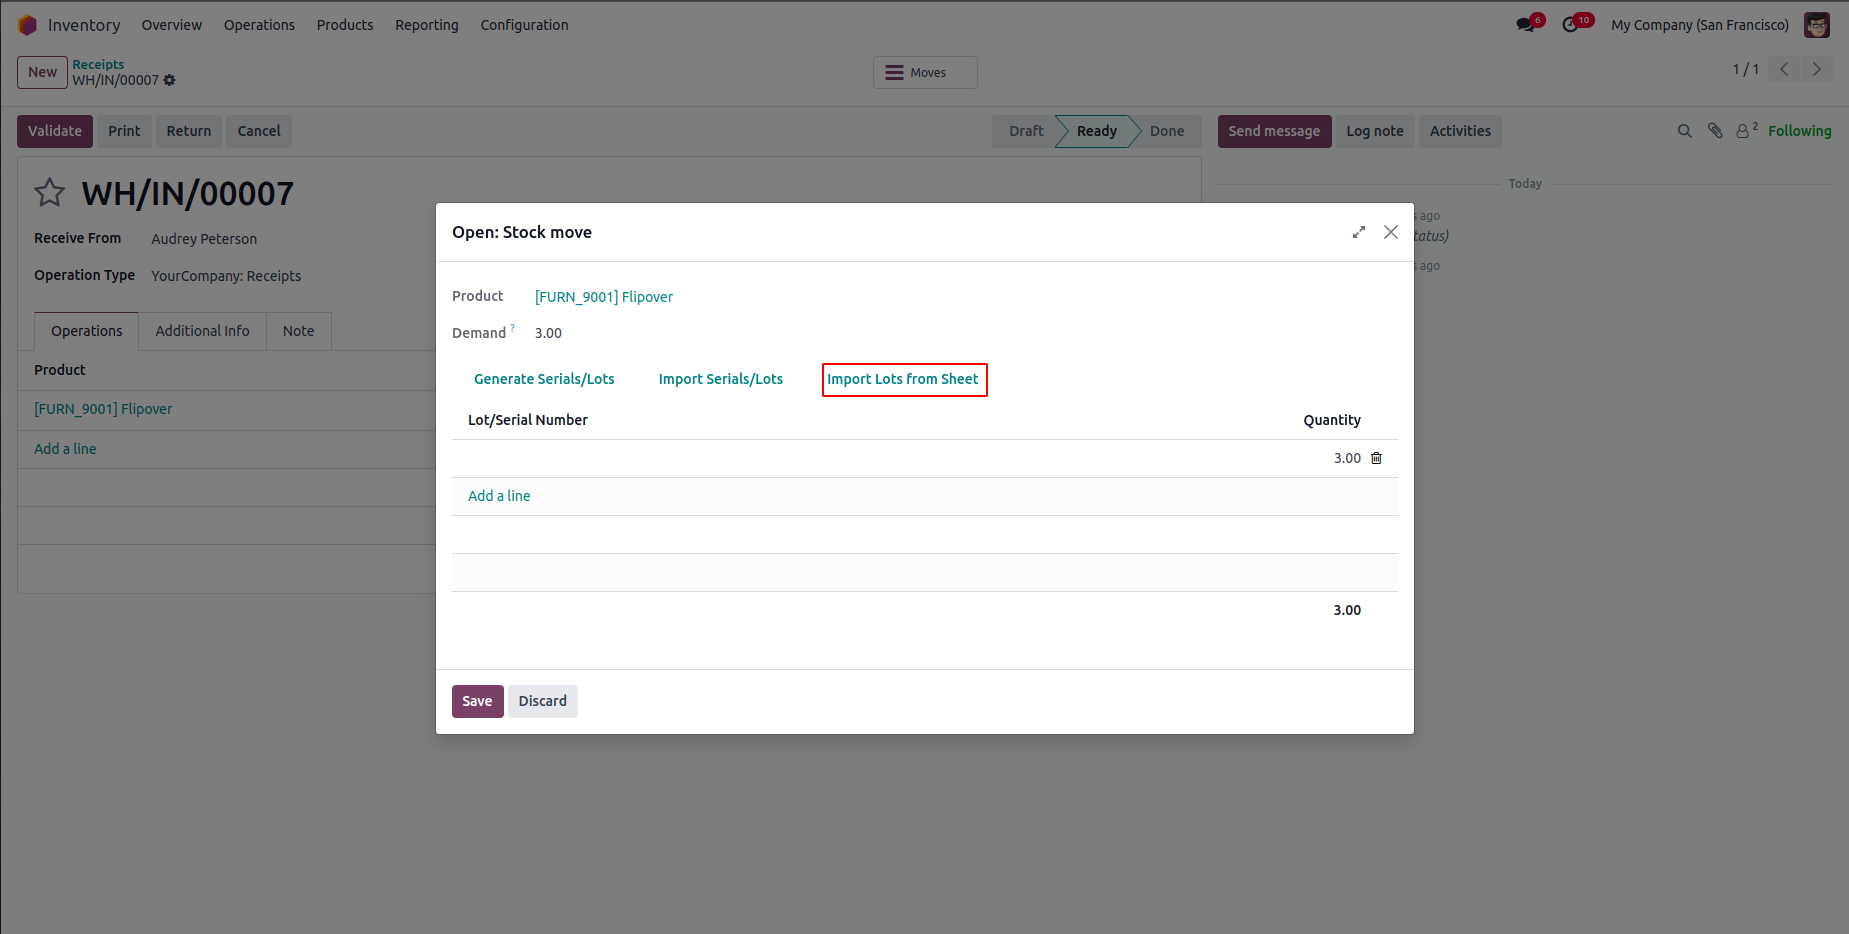 Inventory Overview Operations Products Reporting Configuration 6 10 My Company (San Francisco)
New Receipts
WH/IN/00007 Moves 1 / 1
Validate Print Return Cancel Draft Ready Done Send message Log note Activities 2 Following
WH/IN/00007 Today
Receive From Audrey Peterson
Operation Type YourCompany: Receipts
Operations Additional Info Note
Product
[FURN_9001] Flipover
Add a line
s ago
tatus)
s ago
Open: Stock move
Product [FURN_9001] Flipover
Demand ? 3.00
Generate Serials/Lots Import Serials/Lots Import Lots from Sheet
Lot/Serial Number Quantity
3.00
Add a line
3.00
Save Discard